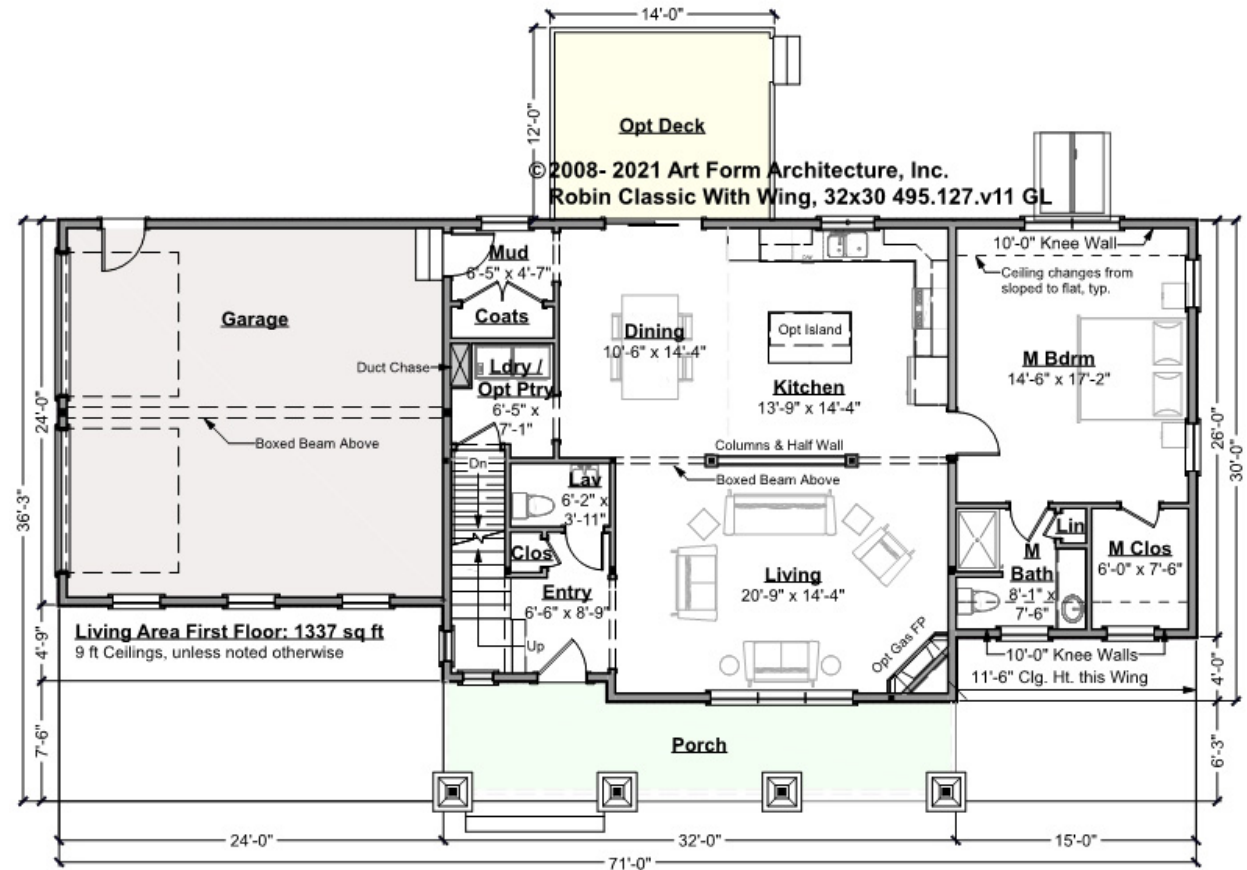 14'-0"
12'-0"
Opt Deck
© 2008- 2021 Art Form Architecture, Inc.
Robin Classic With Wing, 32x30 495.127.v11 GL
Mud
6'-5" x 4'-7"
10'-0" Knee Wall
Ceiling changes from
sloped to flat, typ.
Coats
Garage
Dining
10'-6" x 14'-4"
Opt Island
Duct Chase
Ldry /
Opt Ptry
6'-5" x
7'-1"
Kitchen
13'-9" x 14'-4"
M Bdrm
14'-6" x 17'-2"
24'-0"
26'-0"
30'-0"
36'-3"
Boxed Beam Above
Columns & Half Wall
Boxed Beam Above
Dn
Lav
6'-2" x
3'-11"
Clos
Lin
M
Bath
8'-1" x
7'-6"
M Clos
6'-0" x 7'-6"
Living
20'-9" x 14'-4"
Entry
6'-6" x 8'-9"
Up
Opt Gas FP
Living Area First Floor: 1337 sq ft
9 ft Ceilings, unless noted otherwise
4'-9"
10'-0" Knee Walls
11'-6" Clg. Ht. this Wing
4'-0"
7'-6"
Porch
6'-3"
24'-0"
32'-0"
15'-0"
71'-0"